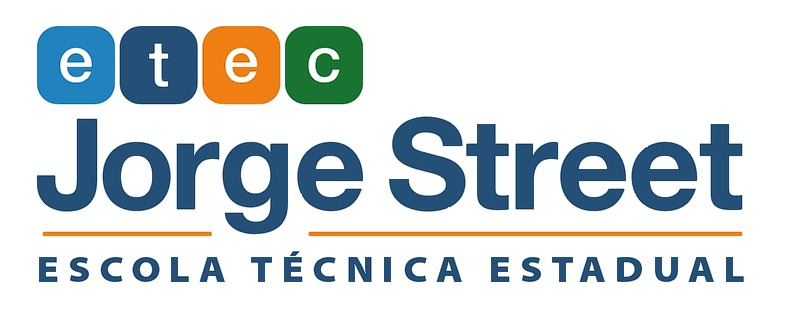 etec
Jorge Street
ESCOLA TÉCNICA ESTADUAL